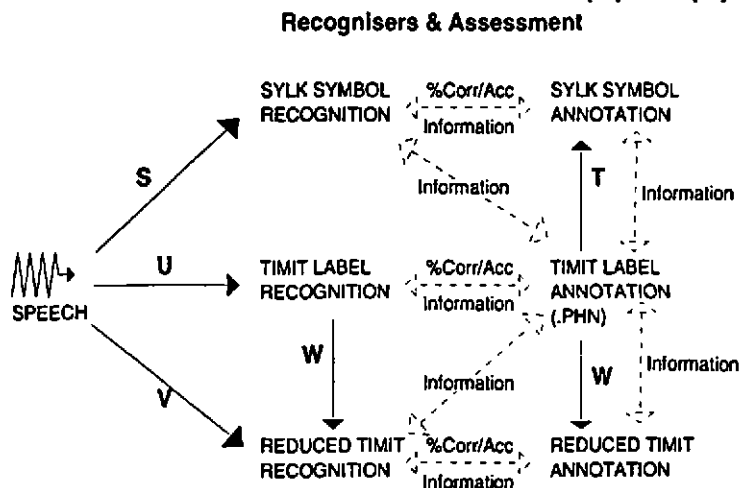 Recognisers & Assessment
SYLK SYMBOL
RECOGNITION
%Corr/Acc
Information
SYLK SYMBOL
ANNOTATION
S
Information
T
Information
U
TIMIT LABEL
RECOGNITION
%Corr/Acc
Information
TIMIT LABEL
ANNOTATION
(.PHN)
SPEECH
W
Information
W
Information
V
REDUCED TIMIT
RECOGNITION
%Corr/Acc
Information
REDUCED TIMIT
ANNOTATION